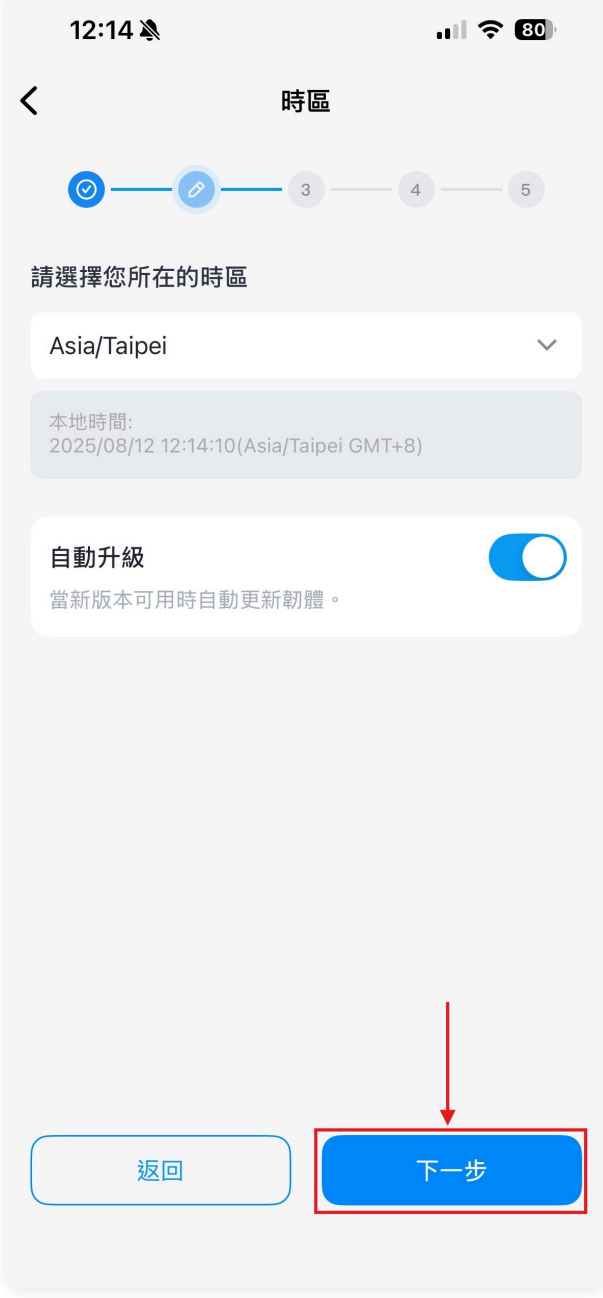 12:14
80
時區
3
4
5
請選擇您所在的時區
Asia/Taipei
本地時間:
2025/08/12 12:14:10(Asia/Taipei GMT+8)
自動升級
當新版本可用時自動更新韌體。
返回
下一步